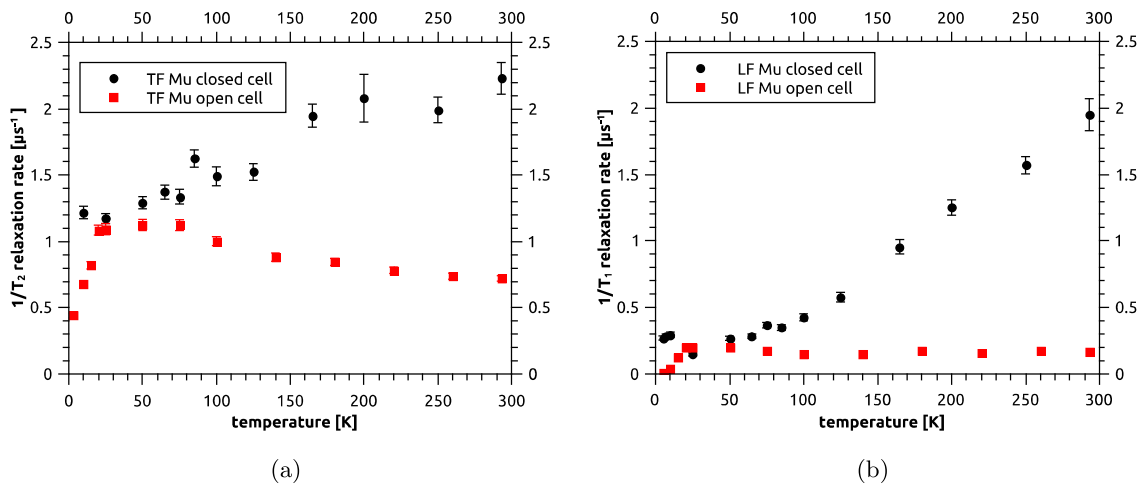 0 50 100 150 200 250 300
2.5 2.5
TF Mu closed cell
TF Mu open cell
2 2
1.5 1.5
1 1
0.5 0.5
0 0
1/T₂ relaxation rate [µs⁻¹]
0 50 100 150 200 250 300
temperature [K]
(a)
0 50 100 150 200 250 300
2.5 2.5
LF Mu closed cell
LF Mu open cell
2 2
1.5 1.5
1 1
0.5 0.5
0 0
1/T₁ relaxation rate [µs⁻¹]
0 50 100 150 200 250 300
temperature [K]
(b)